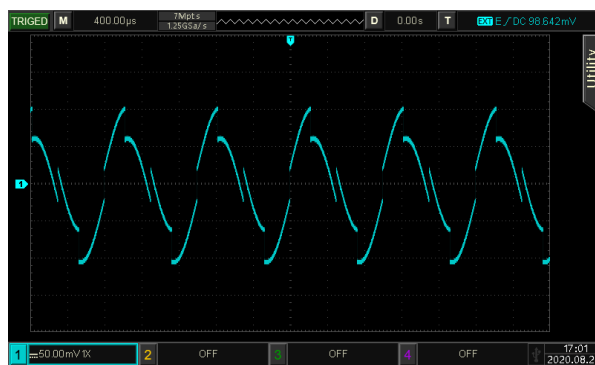 TRIGED M 400.00μs 7Mpts D 0.00s T EXT E / DC 98.642mV
1.25GSa/s
T
Utility
1
1 50.00mV 1X 2 OFF 3 OFF 4 OFF 17:01
2020.08.2